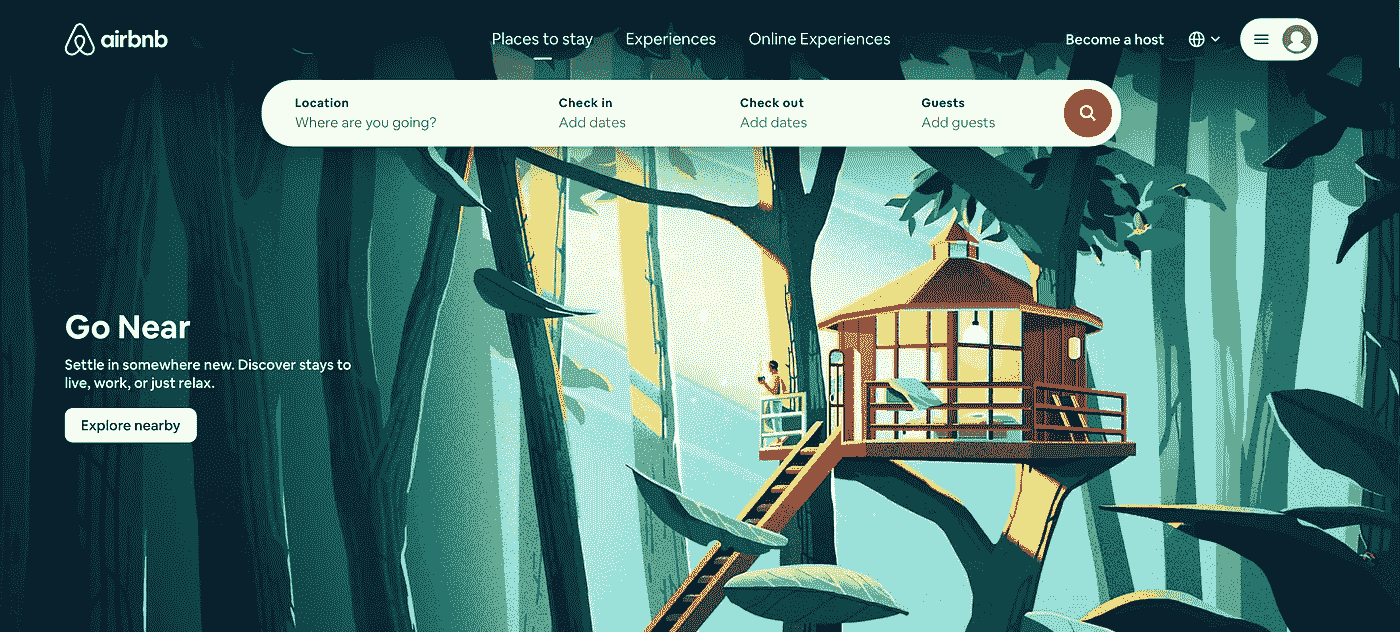 airbnb
Places to stay
Experiences
Online Experiences
Become a host
Location
Where are you going?
Check in
Add dates
Check out
Add dates
Guests
Add guests
Go Near
Settle in somewhere new. Discover stays to
live, work, or just relax.
Explore nearby